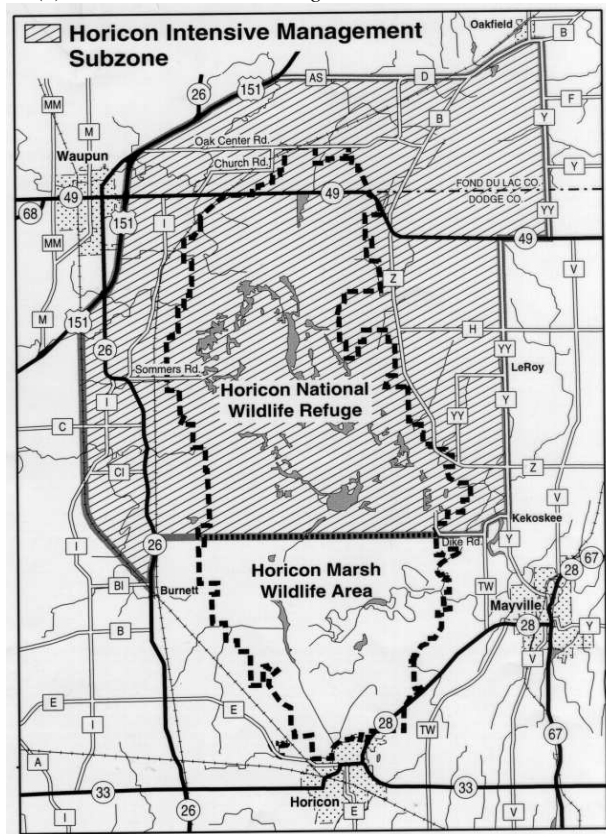 Horicon Intensive Management
Subzone
Oakfield
B
26
151
AS
D
MM
M
151
B
F
Y
Oak Center Rd.
Waupun
Church Rd.
Y
49
49
FOND DU LAC CO.
DODGE CO.
68
I
YY
151
MM
49
Z
V
M
151
H
26
YY
Sommers Rd.
LeRoy
Horicon National
Wildlife Refuge
I
Y
YY
C
Z
CI
V
Kekoskee
I
26
Dike Rd.
Y
67
Horicon Marsh
Wildlife Area
28
BI
Burnett
TW
Mayville
B
28
Y
V
E
E
28
I
TW
67
A
33
33
Horicon
I
26
E
V